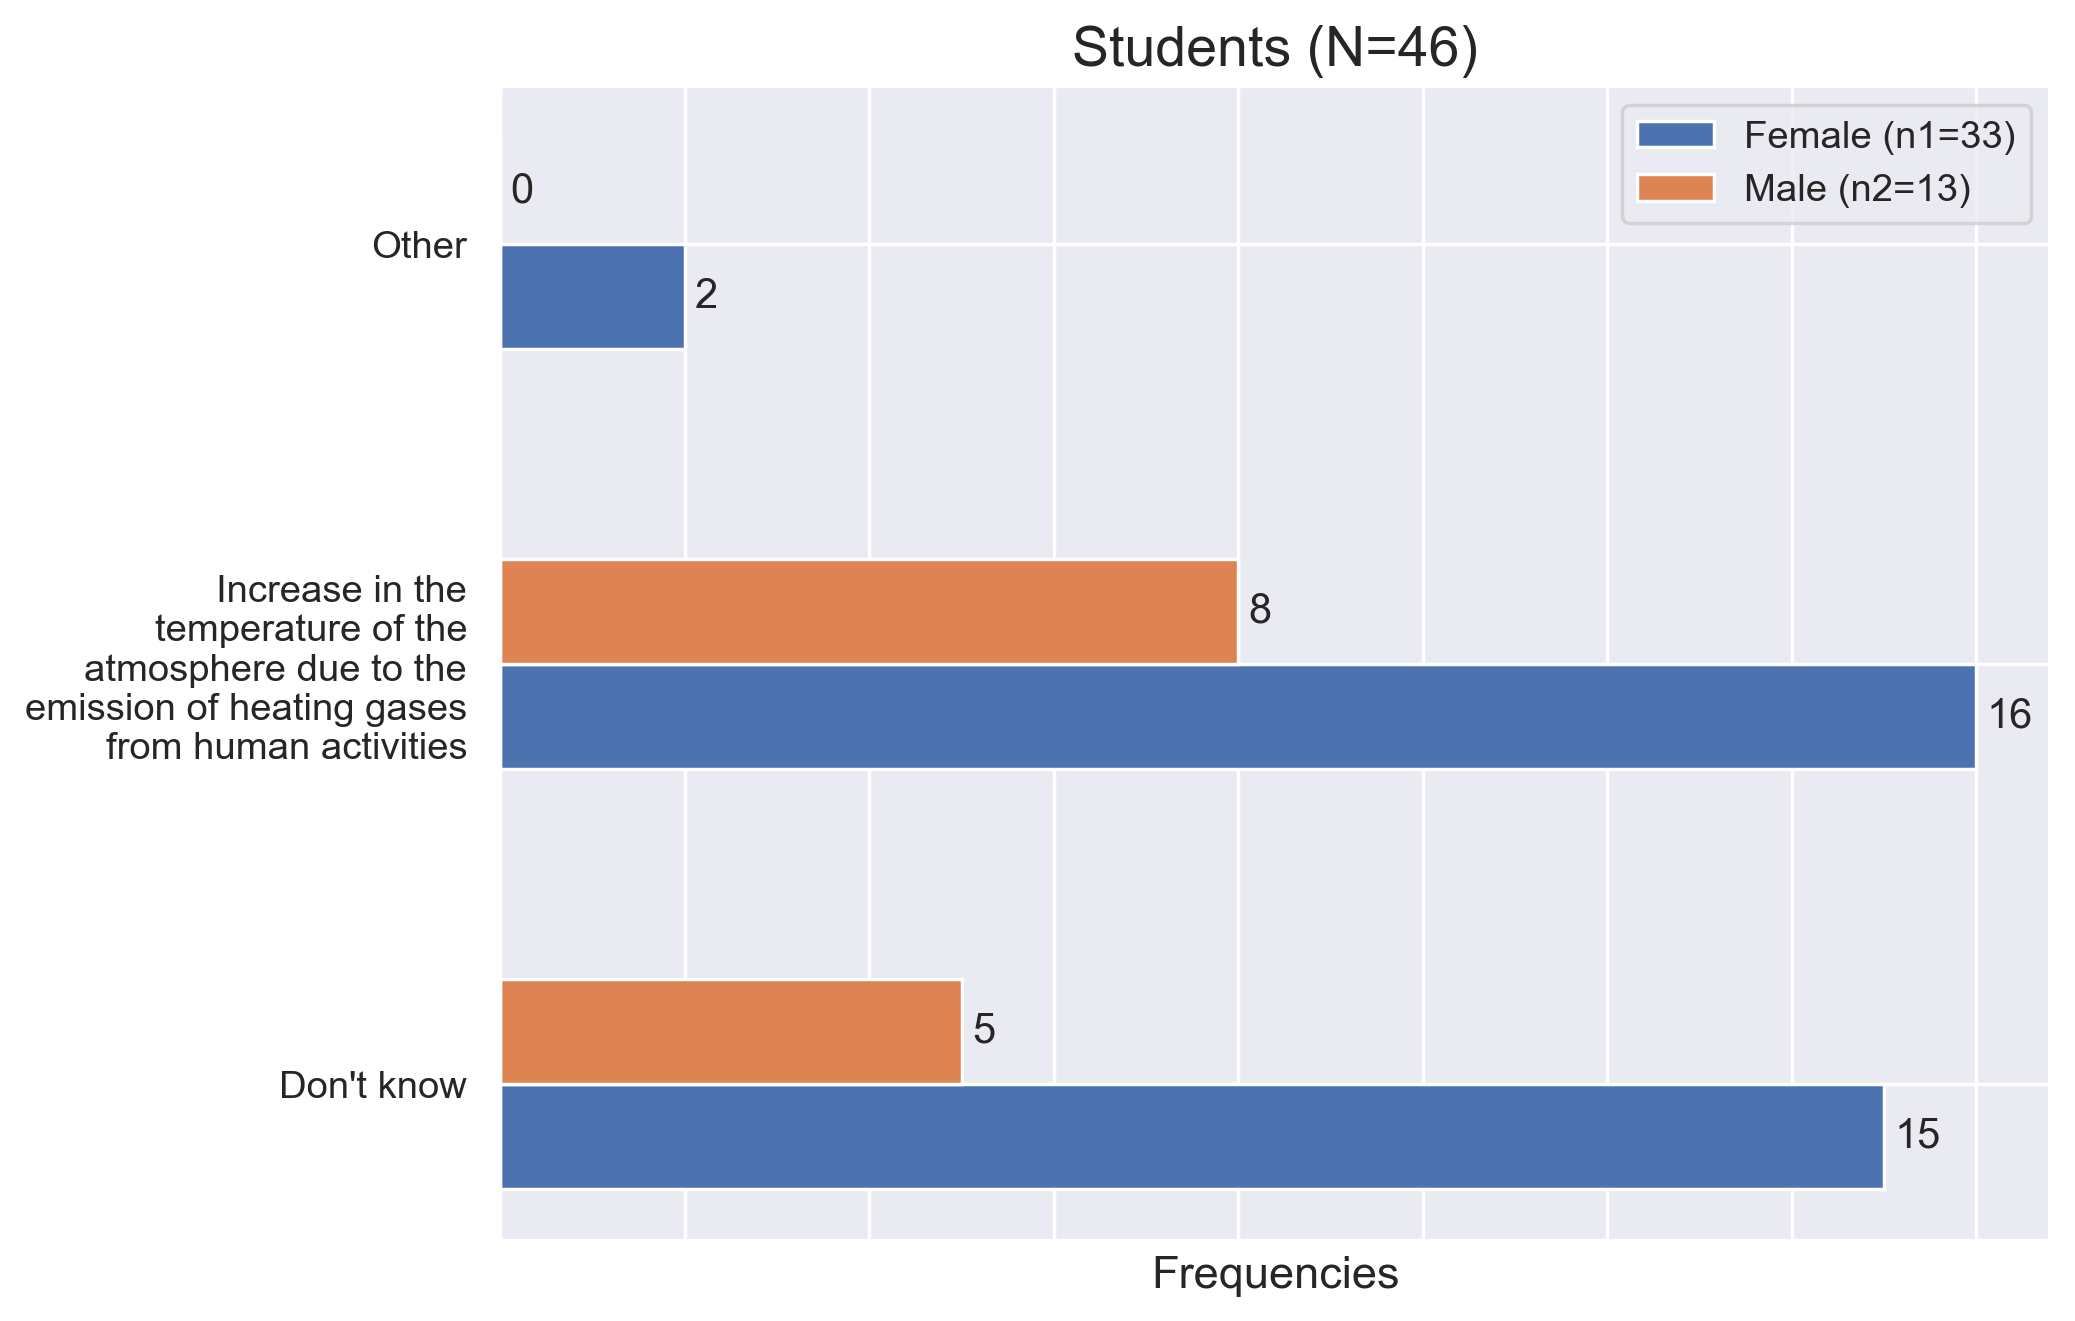 Students (N=46)
Female (n1=33)
Male (n2=13)
0
Other
2
Increase in the
temperature of the
atmosphere due to the
emission of heating gases
from human activities
8
16
5
Don't know
15
Frequencies